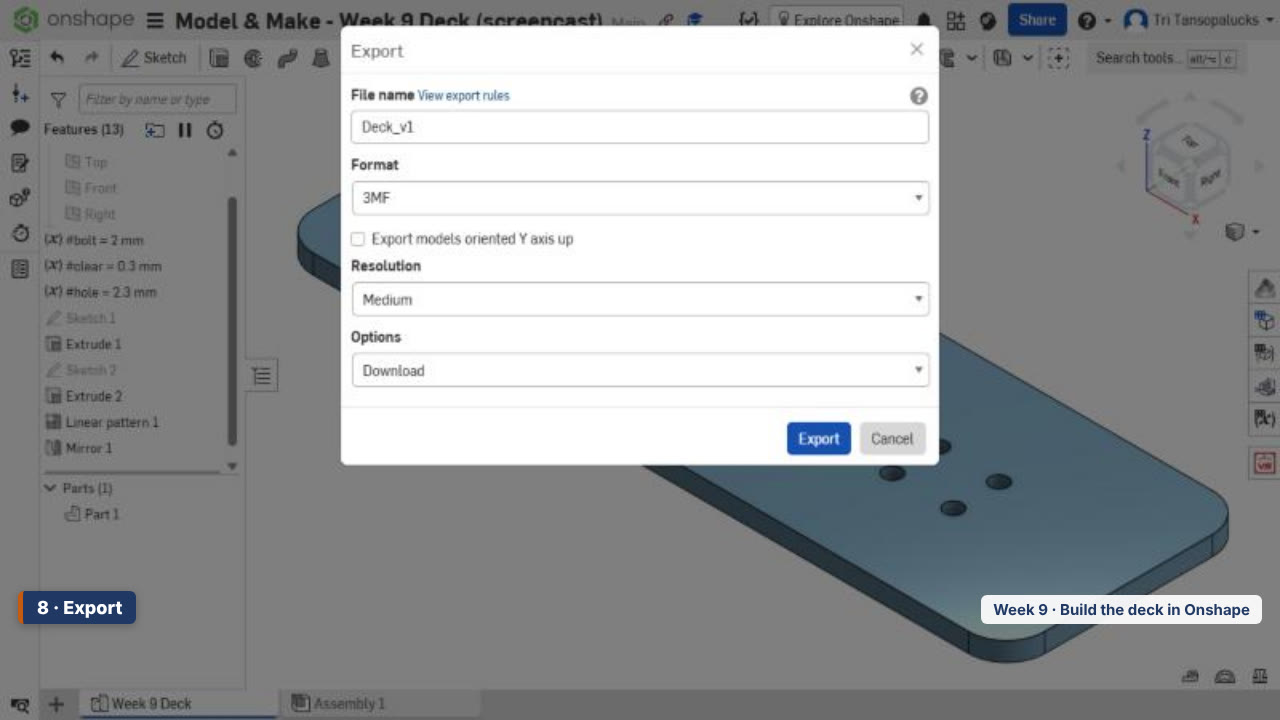 onshape
Model & Make - Week 9 Deck (screencast) Main
Explore Onshape
Share
Tri Tansopalucks
Sketch
Search tools... alt/⌥ c
Filter by name or type
Features (13)
Top
Front
Right
(x) #bolt = 2 mm
(x) #clear = 0.3 mm
(x) #hole = 2.3 mm
Sketch 1
Extrude 1
Sketch 2
Extrude 2
Linear pattern 1
Mirror 1
Parts (1)
Part 1
Export
File name View export rules
Deck_v1
Format
3MF
Export models oriented Y axis up
Resolution
Medium
Options
Download
Export
Cancel
Z
Top
Front
Right
X
8 · Export
Week 9 · Build the deck in Onshape
Week 9 Deck
Assembly 1